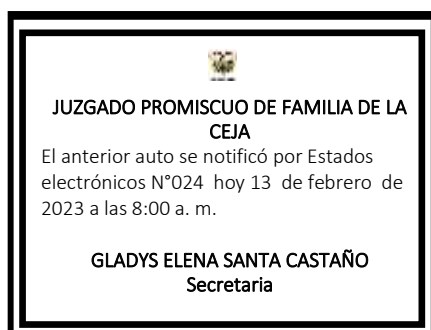 JUZGADO PROMISCUO DE FAMILIA DE LA
CEJA
El anterior auto se notificó por Estados
electrónicos N°024 hoy 13 de febrero de
2023 a las 8:00 a. m.
GLADYS ELENA SANTA CASTAÑO
Secretaria